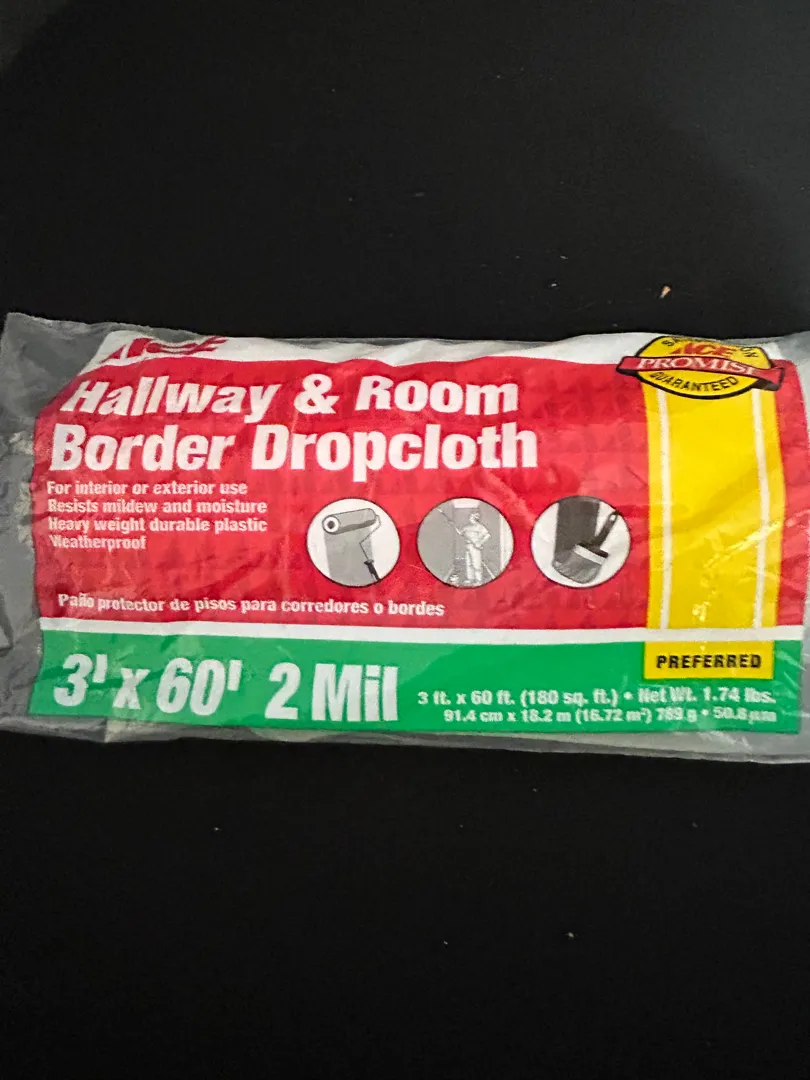 ACE
Hallway & Room
Border Dropcloth
For interior or exterior use
Resists mildew and moisture
Heavy weight durable plastic
Weatherproof
Paño protector de pisos para corredores o bordes
3' x 60' 2 Mil
3 ft. x 60 ft. (180 sq. ft.) • Net Wt. 1.74 lbs.
91.4 cm x 18.2 m (16.72 m²) 789 g • 50.8 µm
ACE
PROMISE
GUARANTEED
PREFERRED